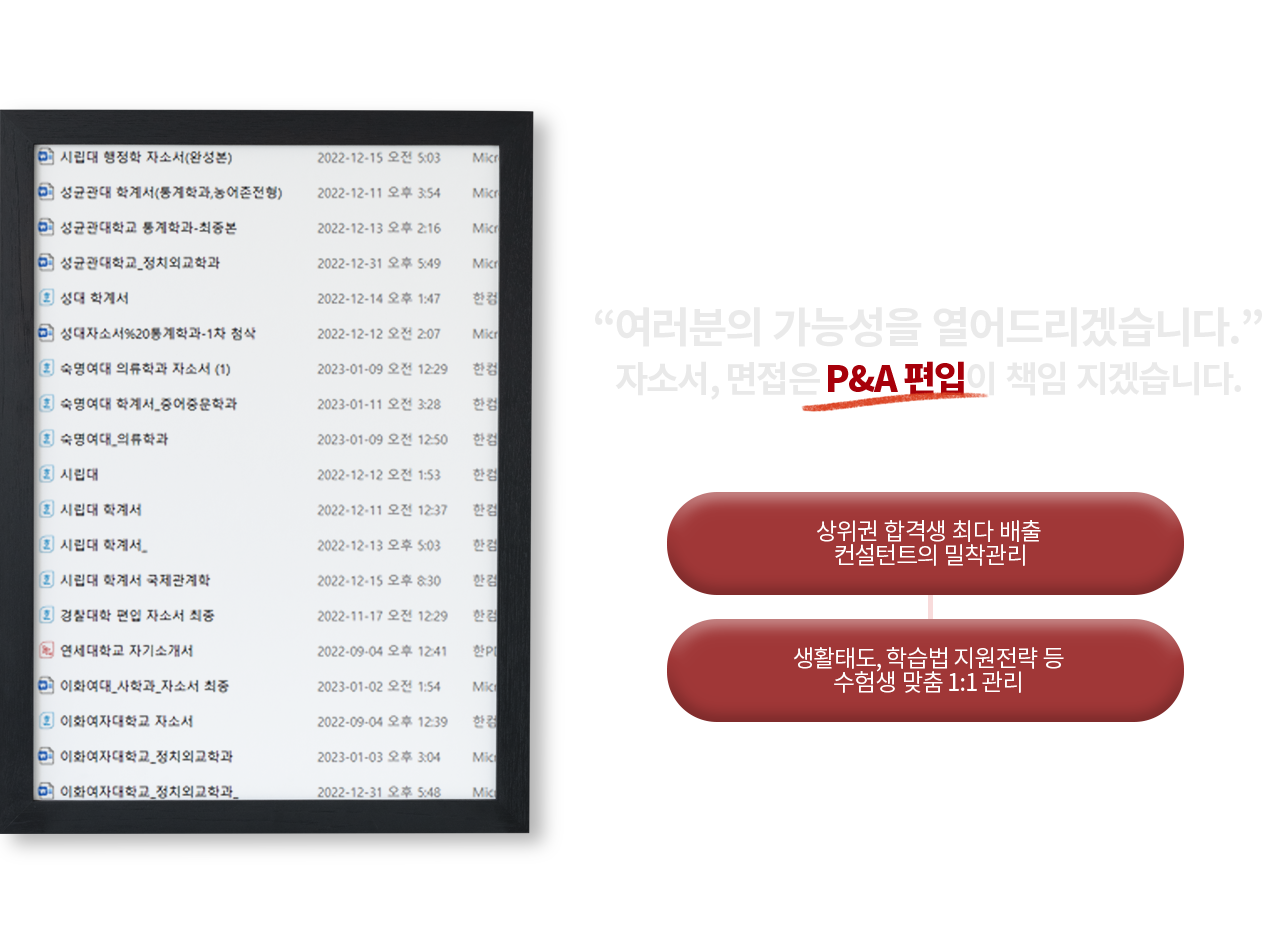 시립대 행정학 자소서(완성본) 2022-12-15 오전 5:03 Micr
성균관대 학계서(통계학과,농어촌전형) 2022-12-11 오후 3:54 Micr
성균관대학교 통계학과-최종본 2022-12-13 오후 2:16 Micr
성균관대학교_정치외교학과 2022-12-31 오후 5:49 Micr
성대 학계서 2022-12-14 오후 1:47 한컴
성대자소서%20통계학과-1차 첨삭 2022-12-12 오전 2:07 Micr
숙명여대 의류학과 자소서 (1) 2023-01-09 오전 12:29 한컴
숙명여대 학계서_중어중문학과 2023-01-11 오후 3:28 한컴
숙명여대_의류학과 2023-01-09 오전 12:50 한컴
시립대 2022-12-12 오전 1:53 한컴
시립대 학계서 2022-12-11 오전 12:37 한컴
시립대 학계서_ 2022-12-13 오후 5:03 한컴
시립대 학계서 국제관계학 2022-12-15 오후 8:30 한컴
경찰대학 편입 자소서 최종 2022-11-17 오전 12:29 한컴
연세대학교 자기소개서 2022-09-04 오후 12:41 한PD
이화여대_사학과_자소서 최종 2023-01-02 오전 1:54 Micr
이화여자대학교 자소서 2022-09-04 오후 12:39 한컴
이화여자대학교_정치외교학과 2023-01-03 오후 3:04 Micr
이화여자대학교_정치외교학과_ 2022-12-31 오후 5:48 Micr
“여러분의 가능성을 열어드리겠습니다.”
자소서, 면접은 P&A 편입이 책임 지겠습니다.
상위권 합격생 최다 배출
컨설턴트의 밀착관리
생활태도, 학습법 지원전략 등
수험생 맞춤 1:1 관리